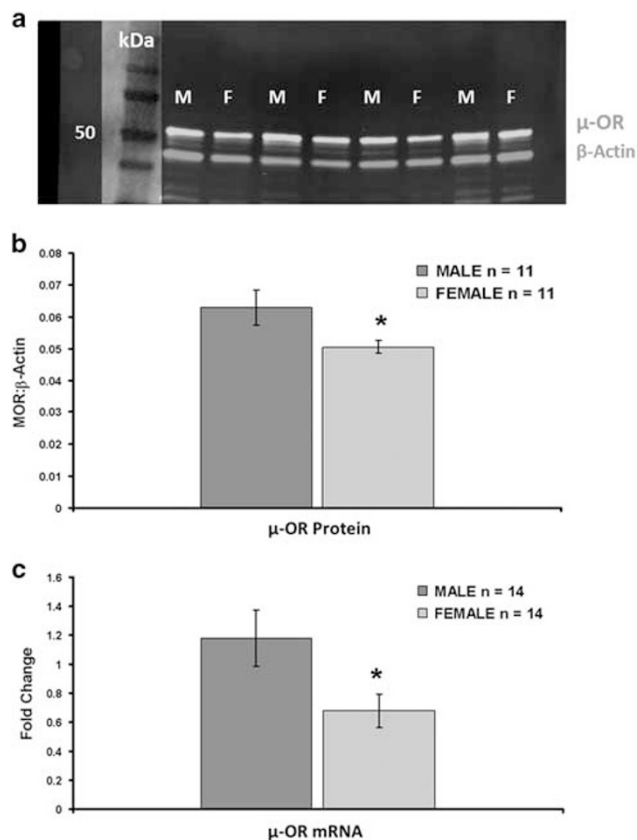 a
kDa
M F M F M F M F
50
μ-OR
β-Actin
b
0.08
0.07
0.06
0.05
0.04
0.03
0.02
0.01
0
MOR:β-Actin
MALE n = 11
FEMALE n = 11
*
μ-OR Protein
c
1.6
1.4
1.2
1
0.8
0.6
0.4
0.2
0
Fold Change
MALE n = 14
FEMALE n = 14
*
μ-OR mRNA